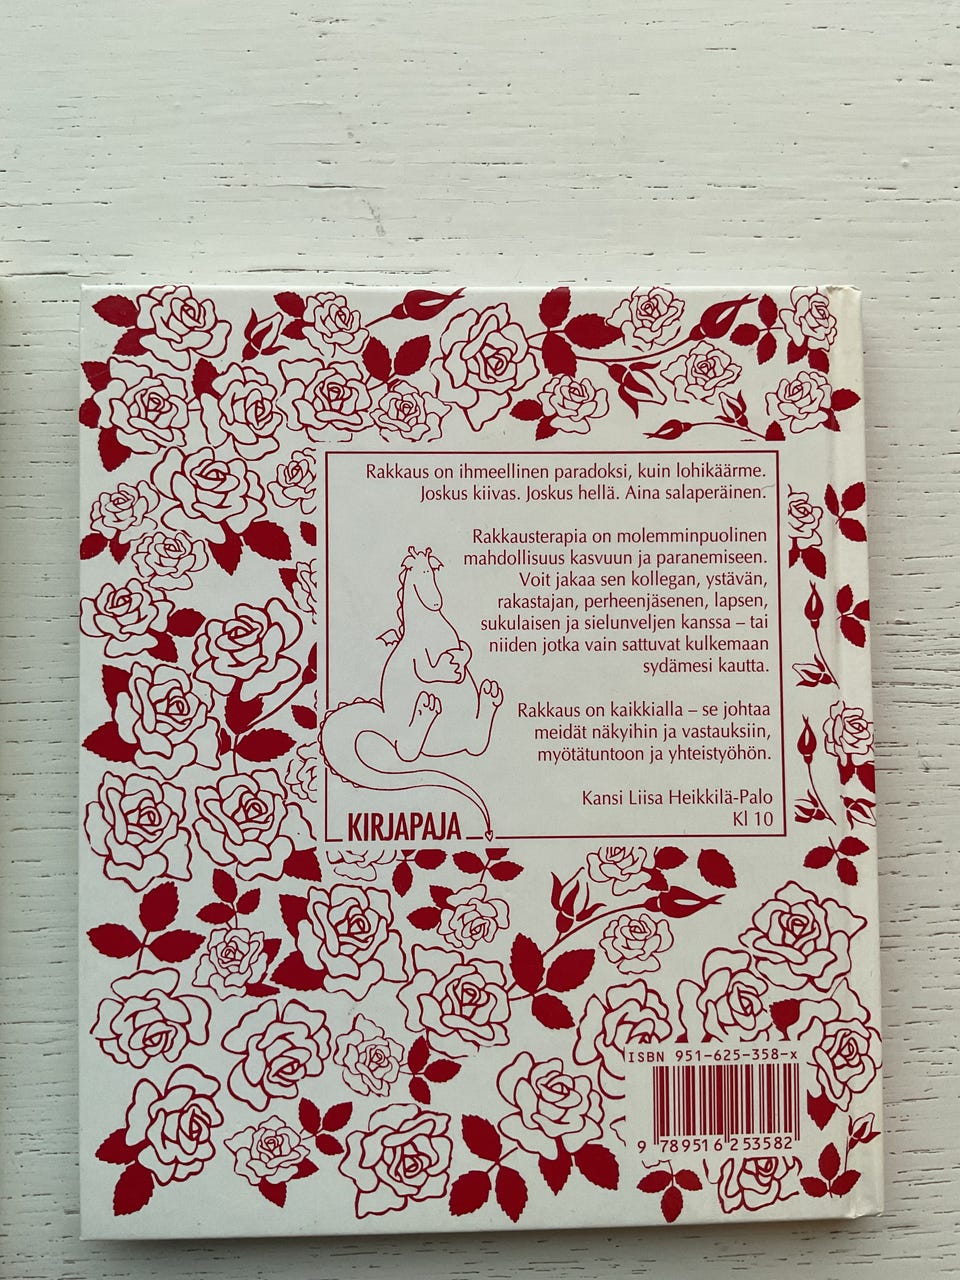 Rakkaus on ihmeellinen paradoksi, kuin lohikäärme.
Joskus kiivas. Joskus hellä. Aina salaperäinen.
Rakkausterapia on molemminpuolinen
mahdollisuus kasvuun ja paranemiseen.
Voit jakaa sen kollegan, ystävän,
rakastajan, perheenjäsenen, lapsen,
sukulaisen ja sielunveljen kanssa – tai
niiden jotka vain sattuvat kulkemaan
sydämesi kautta.
Rakkaus on kaikkialla – se johtaa
meidät näkyihin ja vastauksiin,
myötätuntoon ja yhteistyöhön.
Kansi Liisa Heikkilä-Palo
Kl 10
KIRJAPAJA
ISBN 951-625-358-x
9 789516 253582